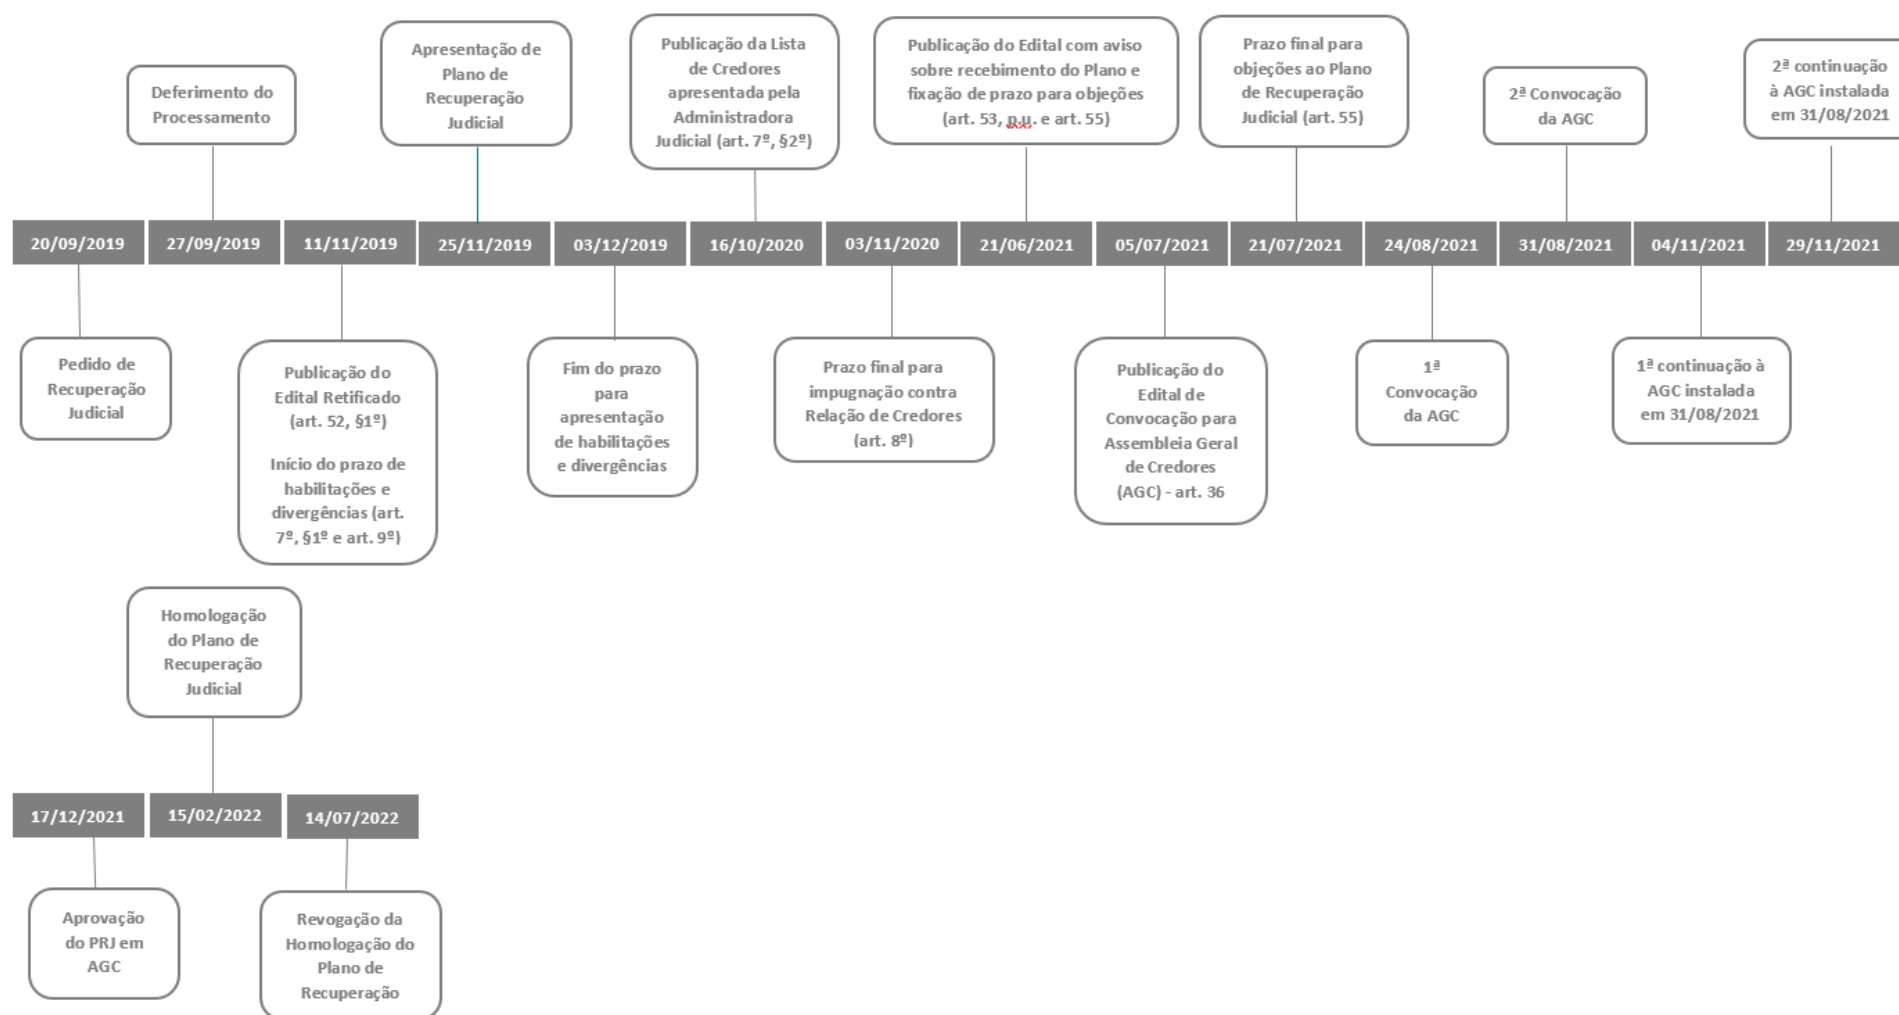 Apresentação de
Plano de
Recuperação
Judicial
Publicação da Lista
de Credores
apresentada pela
Administradora
Judicial (art. 7º, §2º)
Publicação do Edital com aviso
sobre recebimento do Plano e
fixação de prazo para objeções
(art. 53, p.u. e art. 55)
Prazo final para
objeções ao Plano
de Recuperação
Judicial (art. 55)
2ª continuação
à AGC instalada
em 31/08/2021
Deferimento do
Processamento
2ª Convocação
da AGC
20/09/2019
27/09/2019
11/11/2019
25/11/2019
03/12/2019
16/10/2020
03/11/2020
21/06/2021
05/07/2021
21/07/2021
24/08/2021
31/08/2021
04/11/2021
29/11/2021
Pedido de
Recuperação
Judicial
Publicação do
Edital Retificado
(art. 52, §1º)
Início do prazo de
habilitações e
divergências (art.
7º, §1º e art. 9º)
Fim do prazo
para
apresentação
de habilitações
e divergências
Prazo final para
impugnação contra
Relação de Credores
(art. 8º)
Publicação do
Edital de
Convocação para
Assembleia Geral
de Credores
(AGC) - art. 36
1ª
Convocação
da AGC
1ª continuação à
AGC instalada
em 31/08/2021
Homologação
do Plano de
Recuperação
Judicial
17/12/2021
15/02/2022
14/07/2022
Aprovação
do PRJ em
AGC
Revogação da
Homologação do
Plano de
Recuperação